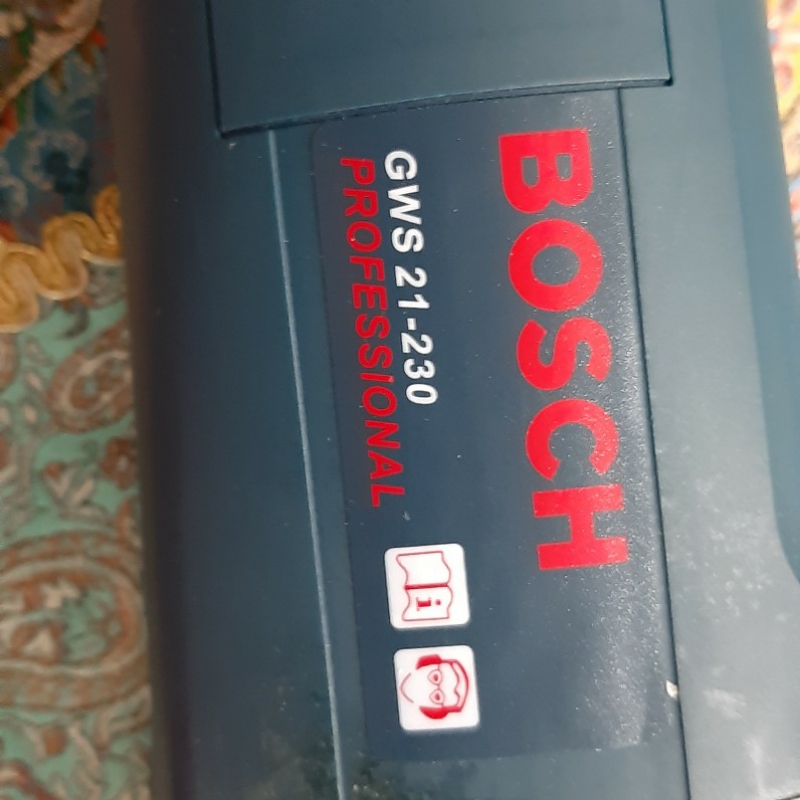 BOSCH
GWS 21-230
PROFESSIONAL
i